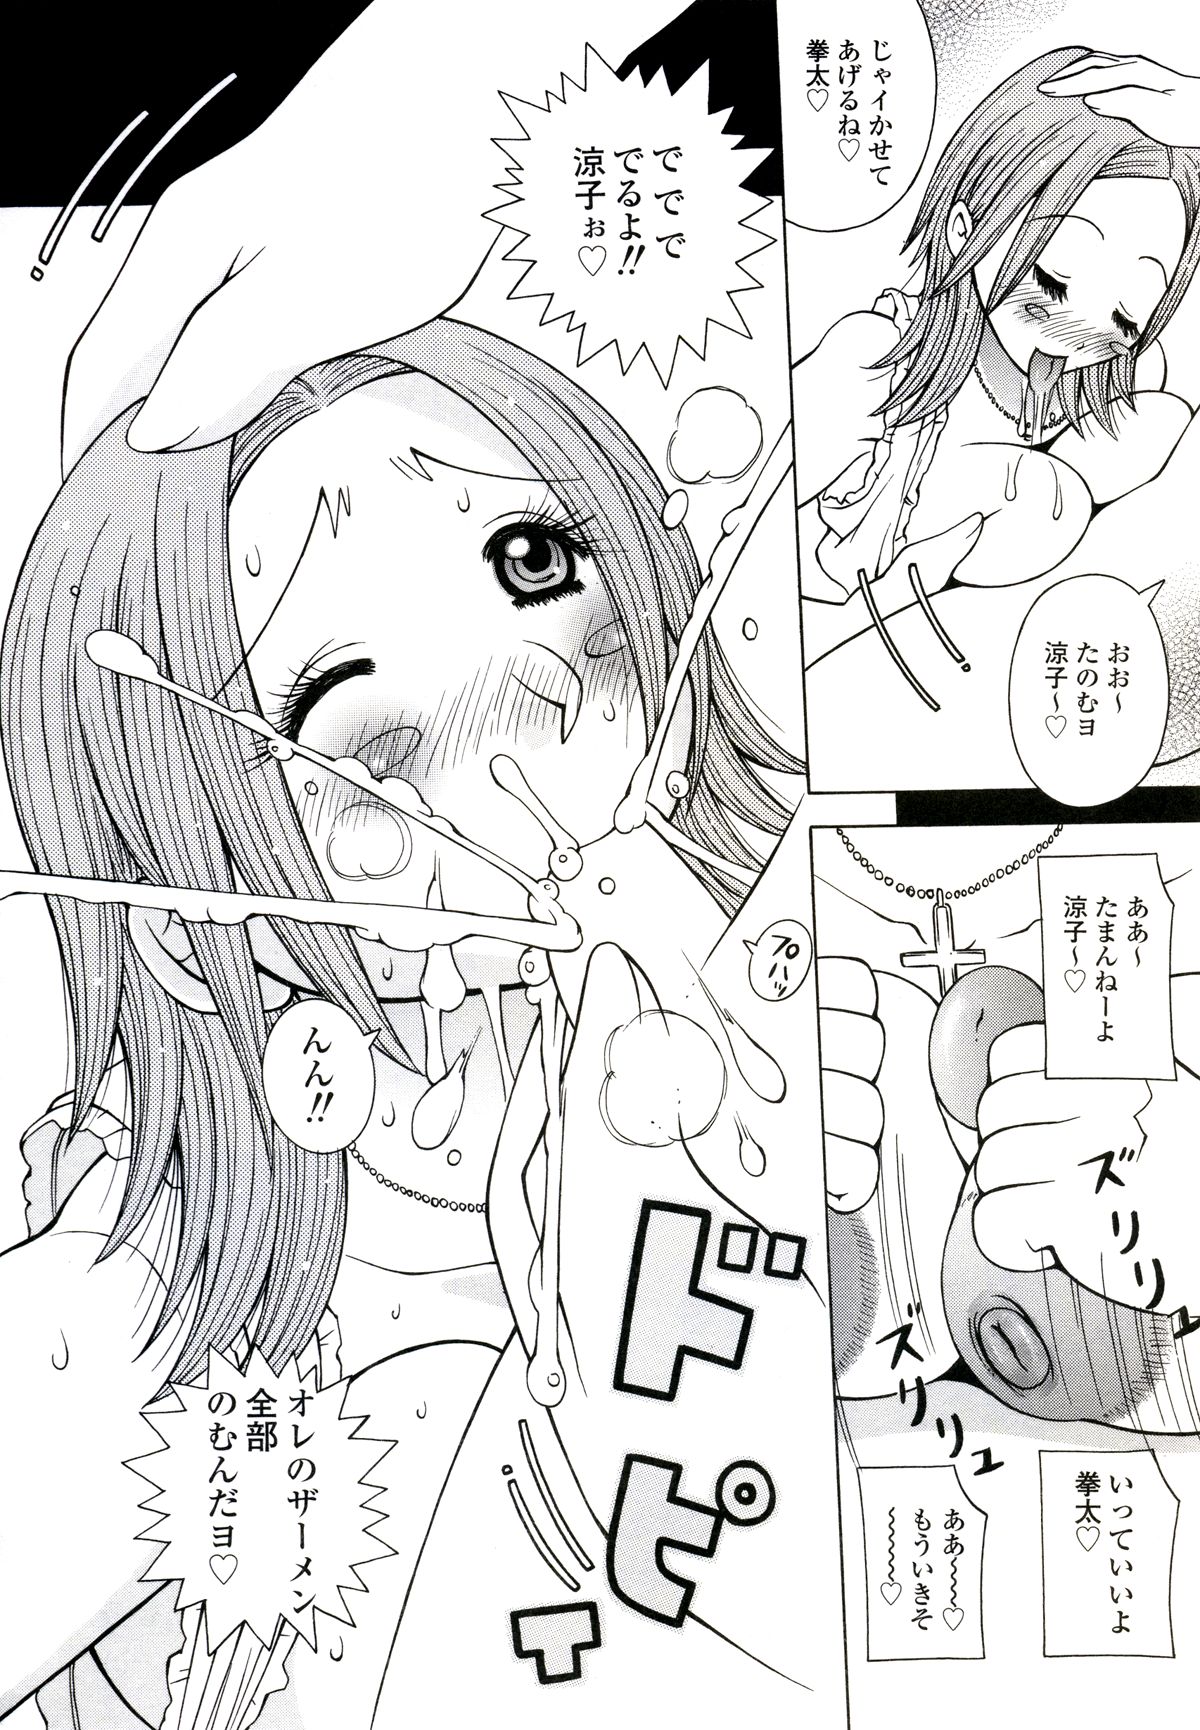 じゃイかせて
あげるね♡
拳太♡
おお～
たのむヨ
涼子～♡
ああ～
たまんねーよ
涼子～♡
ズリリュ
ズリリュ
いっていいよ
拳太♡
ああ～～～♡
もういきそ
～～～～♡
ででで
でるよ!!
涼子ぉ♡
プハッ
んん!!
ドピュ
オレのザーメン
全部
のむんだヨ♡